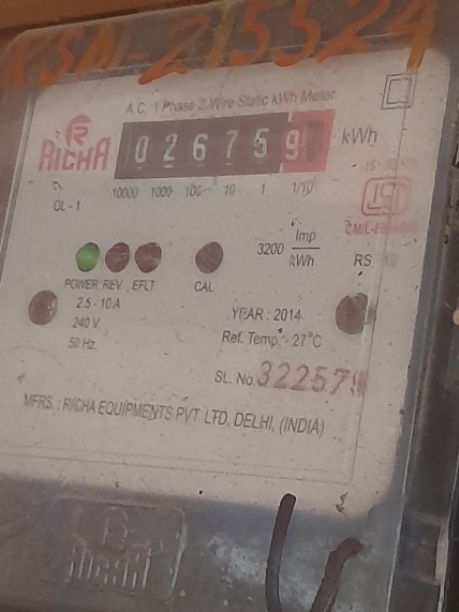 RSDN-215524
A.C. 1 Phase 2-Wire Static kWh Meter
R
RICHA
026759
kWh
10000 1000 100 10 1 1/10
CL - 1
ISI
3200 Imp/kWh
RS
POWER REV EFLT CAL
2.5 - 10 A
240 V.
50 Hz.
YEAR : 2014
Ref. Temp. : 27°C
SL. No.
MFRS. : RICHA EQUIPMENTS PVT. LTD. DELHI, (INDIA)
RICHA